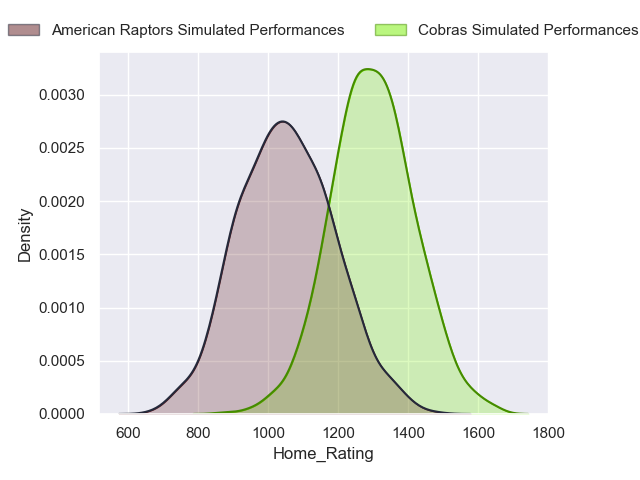 American Raptors Simulated Performances
Cobras Simulated Performances
0.0030
0.0025
0.0020
0.0015
0.0010
0.0005
0.0000
Density
600 800 1000 1200 1400 1600 1800
Home_Rating